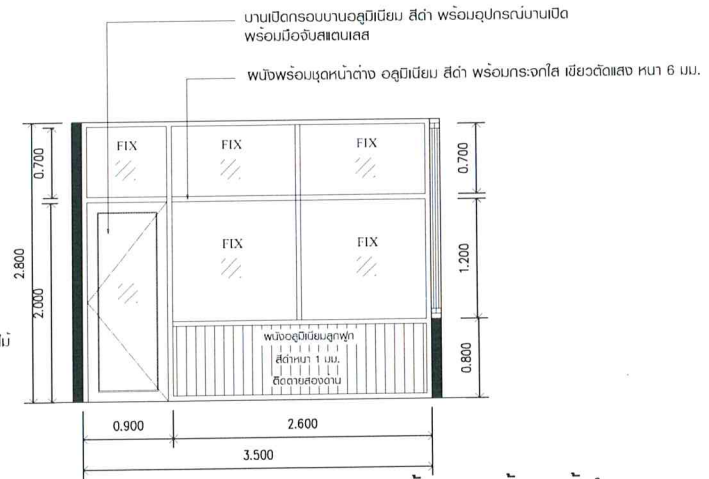 บานเปิดกรอบบานอลูมิเนียม สีดำ พร้อมอุปกรณ์บานเปิด
พร้อมมือจับสแตนเลส
ผนังพร้อมชุดหน้าต่าง อลูมิเนียม สีดำ พร้อมกระจกใส เขียวตัดแสง หนา 6 มม.
FIX
FIX
FIX
0.700
0.700
FIX
FIX
2.800
2.000
1.200
ผนังอลูมิเนียมลูกฟูก
สีดำหนา 1 มม.
ติดตายสองด้าน
0.800
0.900
2.600
3.500